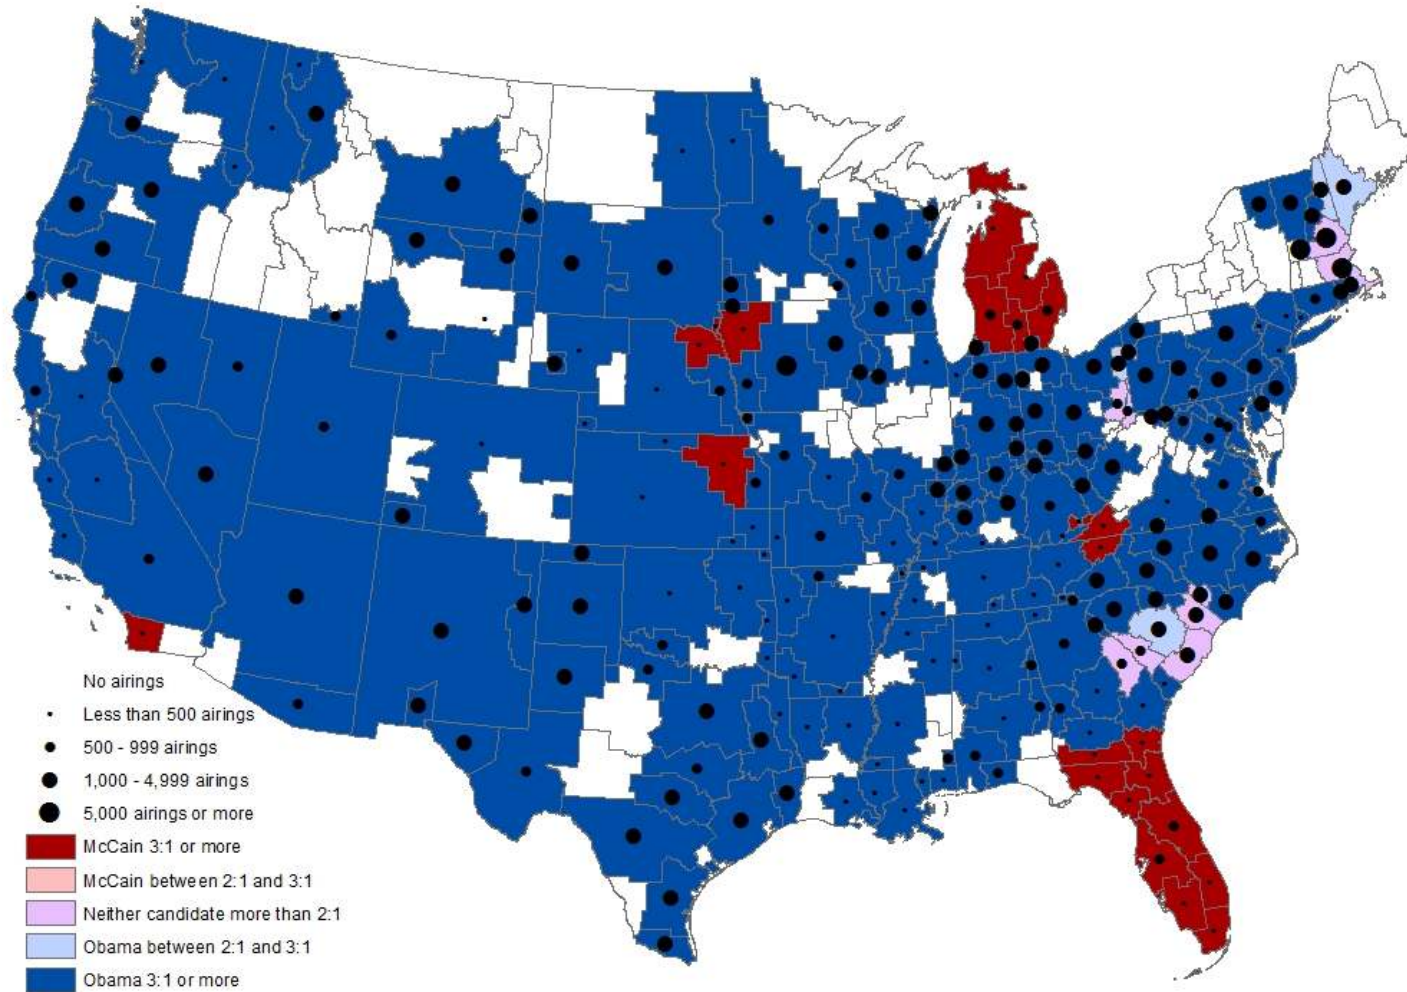 No airings
Less than 500 airings
500 - 999 airings
1,000 - 4,999 airings
5,000 airings or more
McCain 3:1 or more
McCain between 2:1 and 3:1
Neither candidate more than 2:1
Obama between 2:1 and 3:1
Obama 3:1 or more